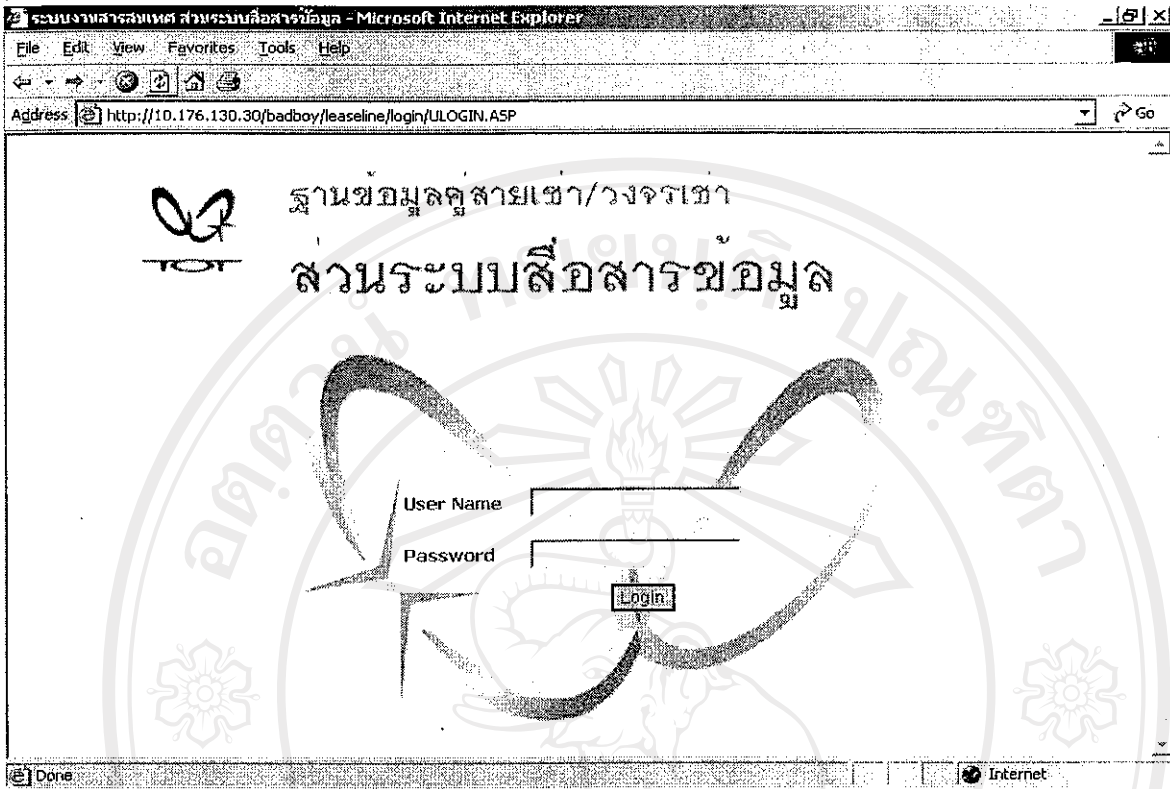 ระบบงานสารสนเทศ ส่วนระบบสื่อสารข้อมูล - Microsoft Internet Explorer
File Edit View Favorites Tools Help
Address http://10.176.130.30/badboy/leaseline/login/ULOGIN.ASP Go
TOT
ฐานข้อมูลคู่สายเช่า/วงจรเช่า
ส่วนระบบสื่อสารข้อมูล
User Name
Password
Login
Done Internet